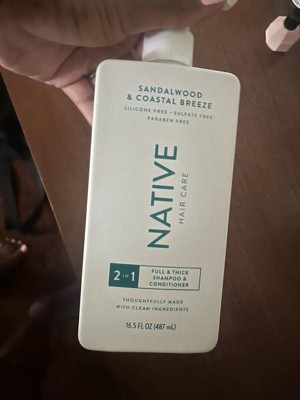 SANDALWOOD
& COASTAL BREEZE
SILICONE FREE • SULFATE FREE
PARABEN FREE
NATIVE
HAIR CARE
2 IN 1
FULL & THICK
SHAMPOO &
CONDITIONER
THOUGHTFULLY MADE
WITH CLEAN INGREDIENTS
16.5 FL OZ (487 mL)